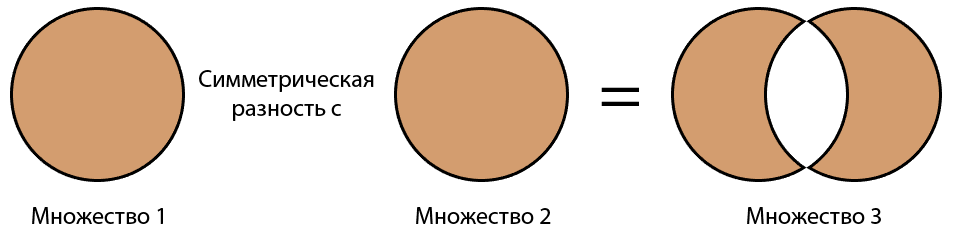 Симметрическая
разность с
=
Множество 1
Множество 2
Множество 3